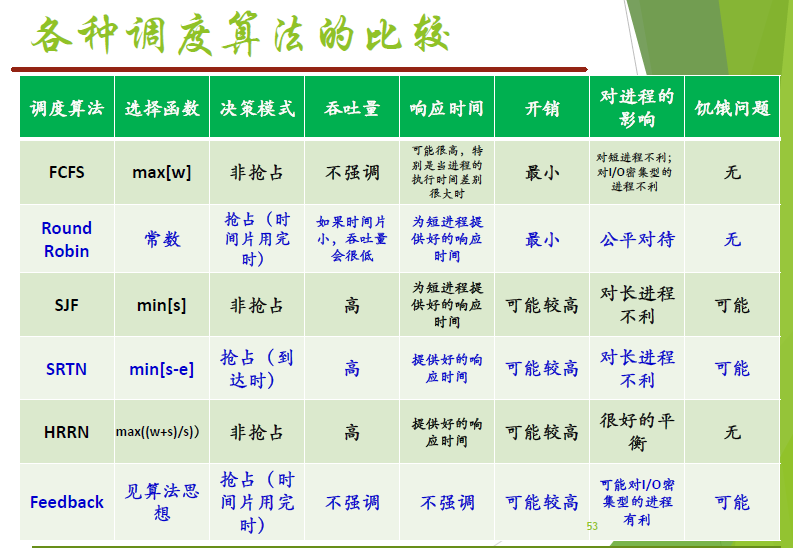 各种调度算法的比较
调度算法 选择函数 决策模式 吞吐量 响应时间 开销 对进程的
影响 饥饿问题
FCFS max[w] 非抢占 不强调 可能很高，特
别是当进程的
执行时间差别
很大时 最小 对短进程不利；
对I/O密集型的
进程不利 无
Round
Robin 常数 抢占（时
间片用完
时） 如果时间片
小，吞吐量
会很低 为短进程提
供好的响应
时间 最小 公平对待 无
SJF min[s] 非抢占 高 为短进程提
供好的响应
时间 可能较高 对长进程
不利 可能
SRTN min[s-e] 抢占（到
达时） 高 提供好的响
应时间 可能较高 对长进程
不利 可能
HRRN max((w+s)/s)） 非抢占 高 提供好的响
应时间 可能较高 很好的平
衡 无
Feedback 见算法思
想 抢占（时
间片用完
时） 不强调 不强调 可能较高 可能对I/O密
集型的进程
有利 可能
53